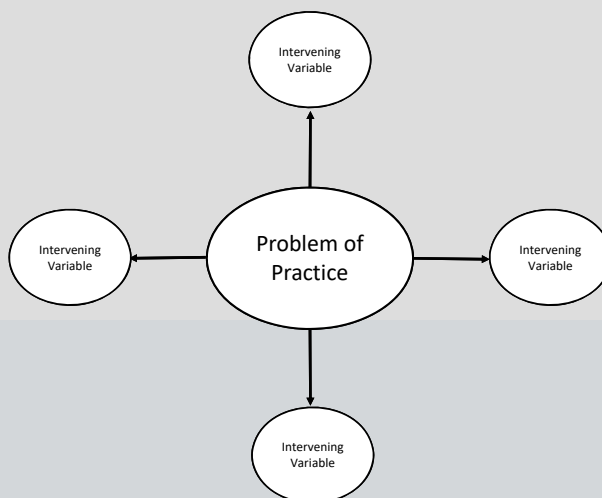 Intervening
Variable
Problem of
Practice
Intervening
Variable
Intervening
Variable
Intervening
Variable